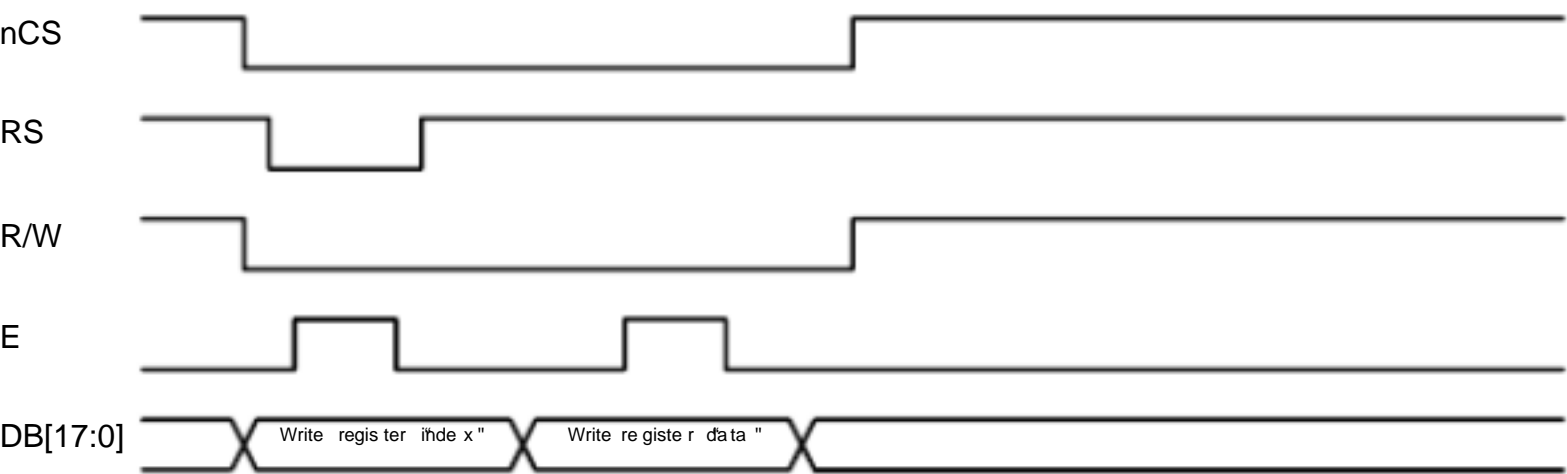 nCS
RS
R/W
E
DB[17:0]
Write register "index"
Write register "data"